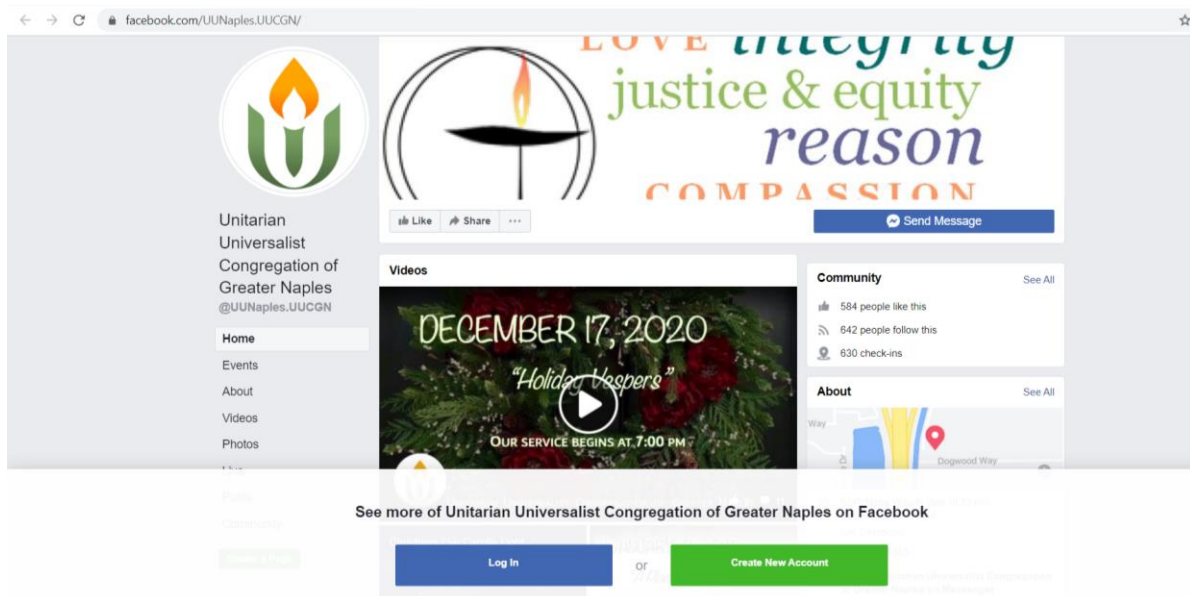 facebook.com/UUNaples.UUCGN/
LOVE integrity
justice & equity
reason
COMPASSION
Unitarian
Universalist
Congregation of
Greater Naples
@UUNaples.UUCGN
Home
Events
About
Videos
Photos
Live
Posts
Community
Like Share ...
Send Message
Videos
DECEMBER 17, 2020
"Holiday Vespers"
OUR SERVICE BEGINS AT 7:00 PM
Community See All
584 people like this
642 people follow this
630 check-ins
About See All
Way
Dogwood Way
See more of Unitarian Universalist Congregation of Greater Naples on Facebook
Log In or Create New Account